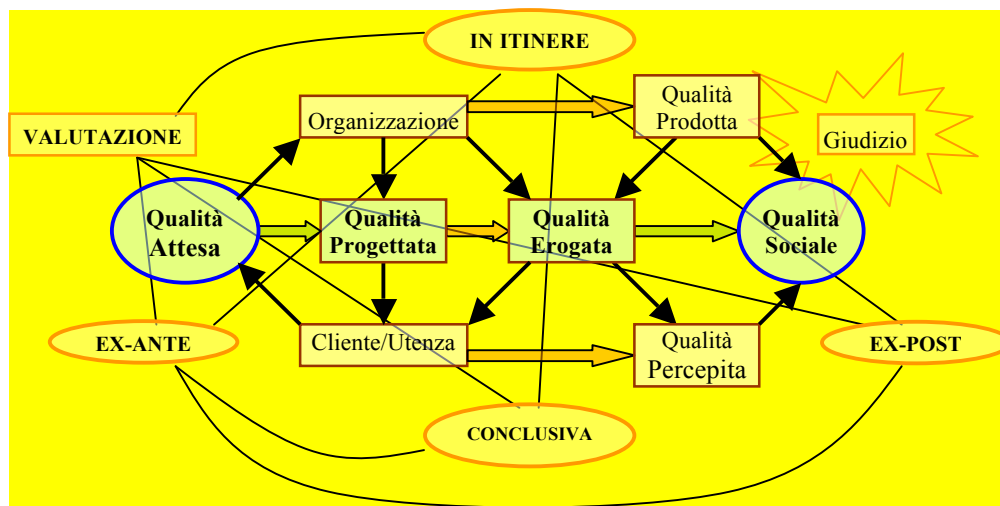 IN ITINERE
Organizzazione
Qualità
Prodotta
VALUTAZIONE
Giudizio
Qualità
Attesa
Qualità
Progettata
Qualità
Erogata
Qualità
Sociale
EX-ANTE
Cliente/Utenza
Qualità
Percepita
EX-POST
CONCLUSIVA